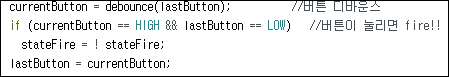 currentButton = debounce(lastButton);          //버튼 디바운스
if (currentButton == HIGH && lastButton == LOW)   //버튼이 눌리면 fire!!
  stateFire = ! stateFire;
lastButton = currentButton;